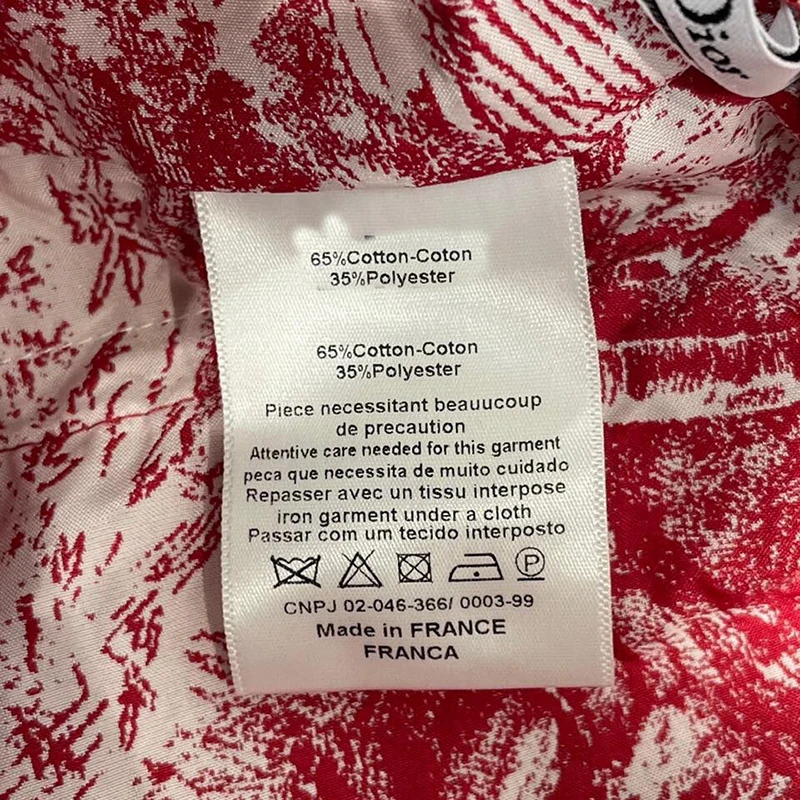 Dior
65%Cotton-Coton
35%Polyester
65%Cotton-Coton
35%Polyester
Piece necessitant beauucoup
de precaution
Attentive care needed for this garment
peca que necessita de muito cuidado
Repasser avec un tissu interpose
iron garment under a cloth
Passar com um tecido interposto
P
CNPJ 02-046-366/ 0003-99
Made in FRANCE
FRANCA